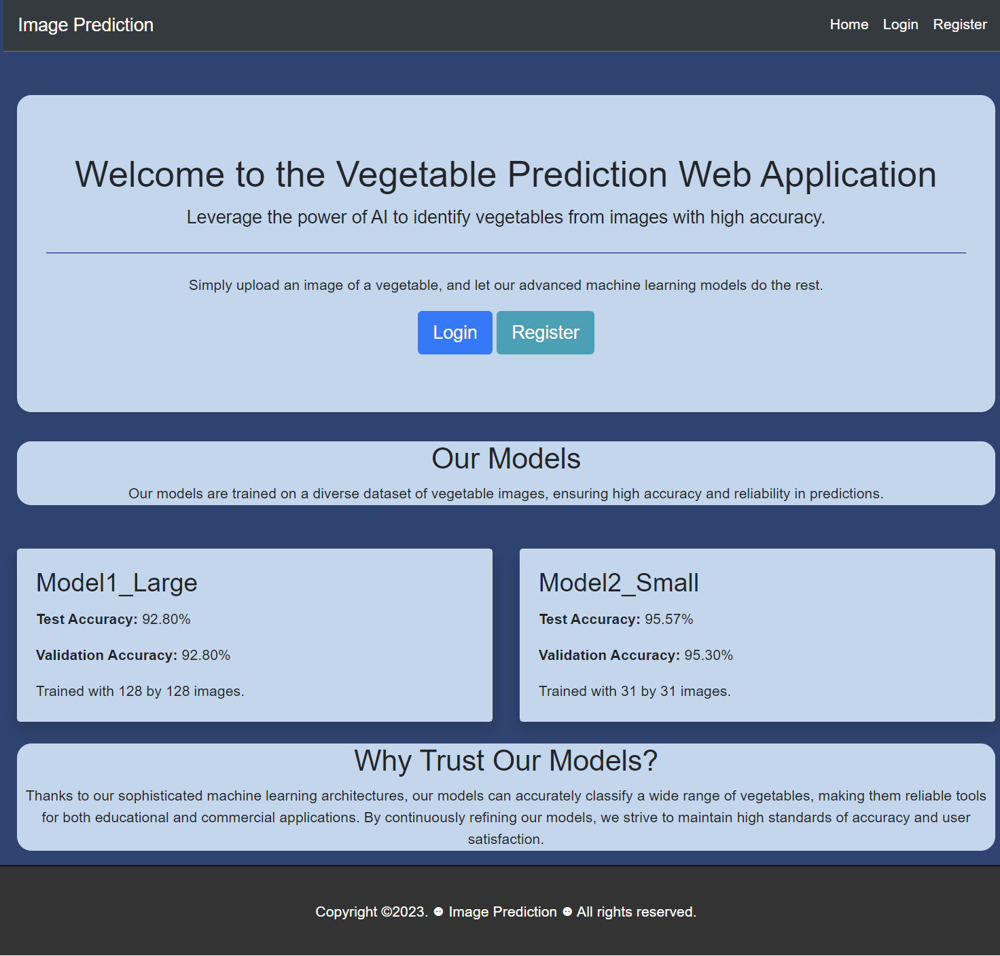 Image Prediction
Home Login Register
Welcome to the Vegetable Prediction Web Application
Leverage the power of AI to identify vegetables from images with high accuracy.
Simply upload an image of a vegetable, and let our advanced machine learning models do the rest.
Login Register
Our Models
Our models are trained on a diverse dataset of vegetable images, ensuring high accuracy and reliability in predictions.
Model1_Large
Test Accuracy: 92.80%
Validation Accuracy: 92.80%
Trained with 128 by 128 images.
Model2_Small
Test Accuracy: 95.57%
Validation Accuracy: 95.30%
Trained with 31 by 31 images.
Why Trust Our Models?
Thanks to our sophisticated machine learning architectures, our models can accurately classify a wide range of vegetables, making them reliable tools
for both educational and commercial applications. By continuously refining our models, we strive to maintain high standards of accuracy and user
satisfaction.
Copyright ©2023. ☻ Image Prediction ☻ All rights reserved.